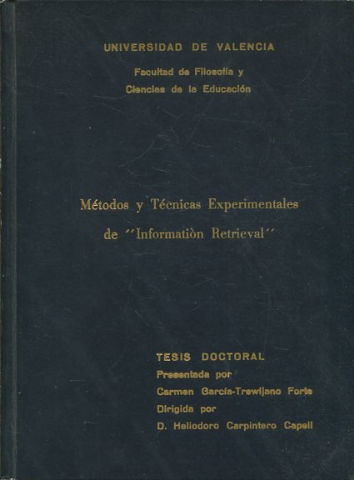 UNIVERSIDAD DE VALENCIA
Facultad de Filosofía y
Ciencias de la Educación
Métodos y Técnicas Experimentales
de "Informatiòn Retrieval"
TESIS DOCTORAL
Presentada por
Carmen García-Trewijano Forte
Dirigida por
D. Heliodoro Carpintero Capell